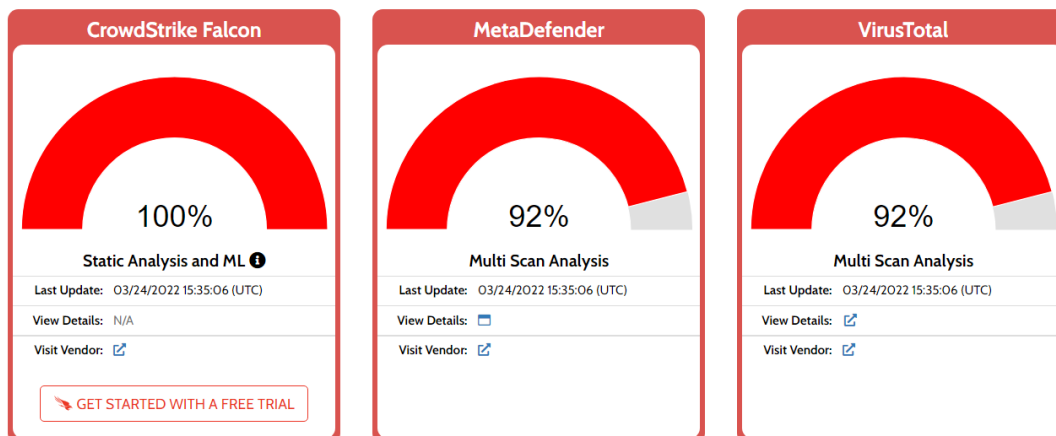 CrowdStrike Falcon
100%
Static Analysis and ML
Last Update: 03/24/2022 15:35:06 (UTC)
View Details: N/A
Visit Vendor:
GET STARTED WITH A FREE TRIAL
MetaDefender
92%
Multi Scan Analysis
Last Update: 03/24/2022 15:35:06 (UTC)
View Details:
Visit Vendor:
VirusTotal
92%
Multi Scan Analysis
Last Update: 03/24/2022 15:35:06 (UTC)
View Details:
Visit Vendor: